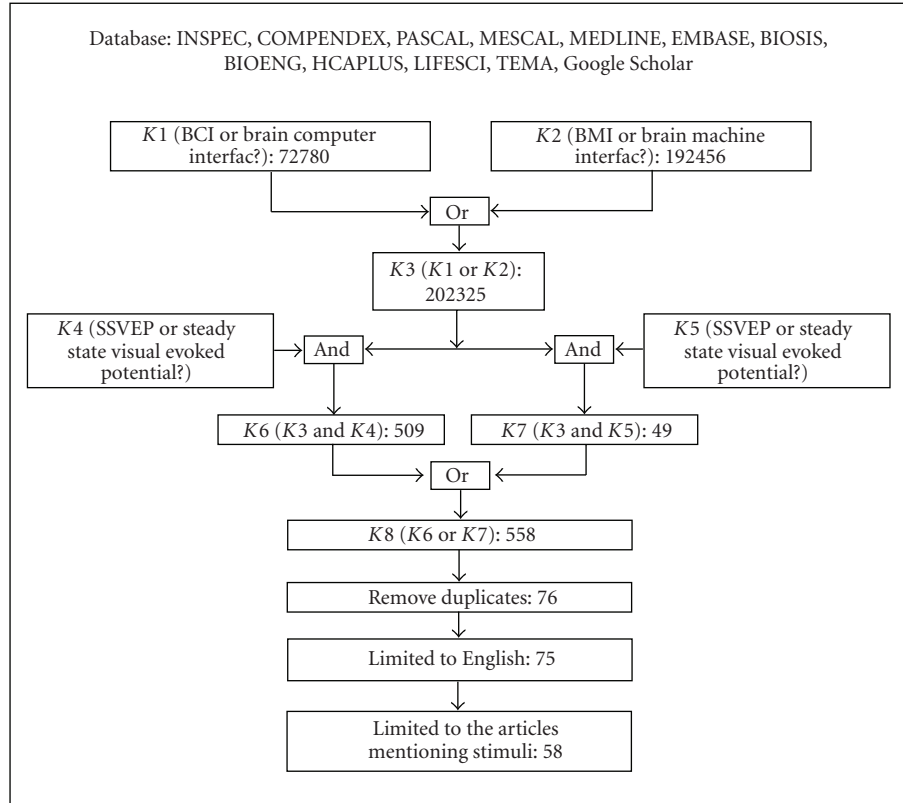 Database: INSPEC, COMPENDEX, PASCAL, MESCAL, MEDLINE, EMBASE, BIOSIS,
BIOENG, HCAPLUS, LIFESCI, TEMA, Google Scholar
K1 (BCI or brain computer
interfac?): 72780
K2 (BMI or brain machine
interfac?): 192456
Or
K3 (K1 or K2):
202325
K4 (SSVEP or steady
state visual evoked
potential?)
And
And
K5 (SSVEP or steady
state visual evoked
potential?)
K6 (K3 and K4): 509
K7 (K3 and K5): 49
Or
K8 (K6 or K7): 558
Remove duplicates: 76
Limited to English: 75
Limited to the articles
mentioning stimuli: 58